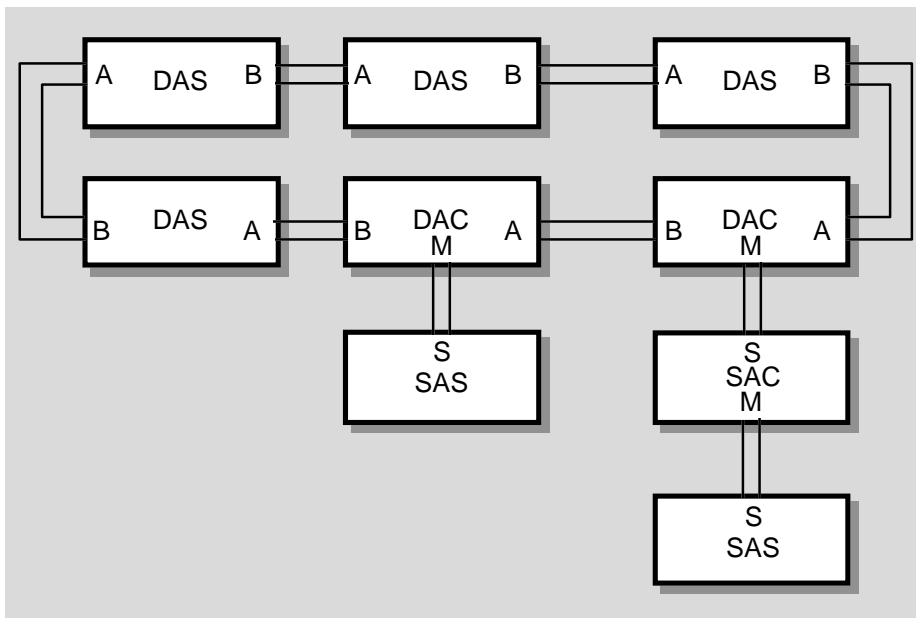 A DAS B A DAS B A DAS B
B DAS A B DAC A B DAC A
M M
S S
SAS SAC
M
S
SAS